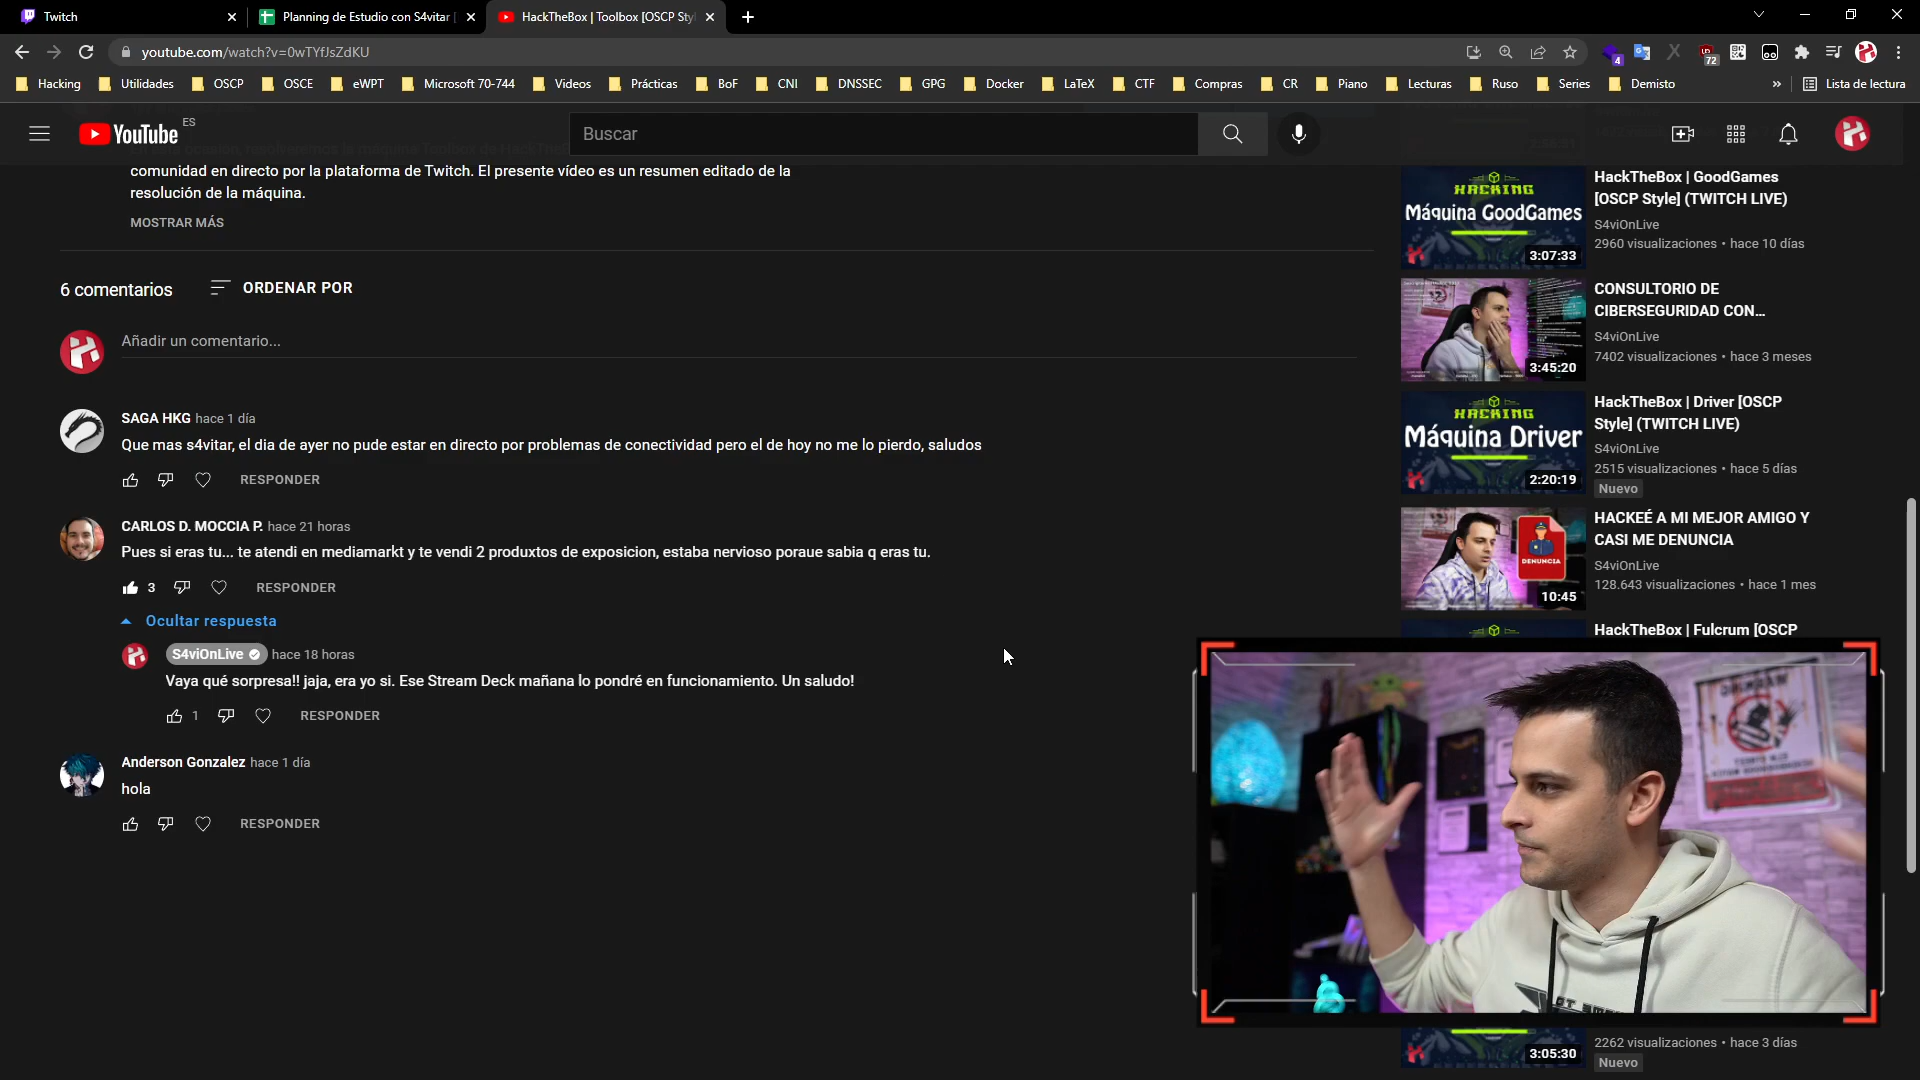 Twitch
Planning de Estudio con S4vitar
HackTheBox | Toolbox [OSCP Styl
youtube.com/watch?v=0wTYfJsZdKU
4
72
Hacking
Utilidades
OSCP
OSCE
eWPT
Microsoft 70-744
Videos
Prácticas
BoF
CNI
DNSSEC
GPG
Docker
LaTeX
CTF
Compras
CR
Piano
Lecturas
Ruso
Series
Demisto
»
Lista de lectura
YouTube
ES
Buscar
comunidad en directo por la plataforma de Twitch. El presente vídeo es un resumen editado de la
resolución de la máquina.
MOSTRAR MÁS
6 comentarios
ORDENAR POR
Añadir un comentario...
SAGA HKG hace 1 día
Que mas s4vitar, el dia de ayer no pude estar en directo por problemas de conectividad pero el de hoy no me lo pierdo, saludos
RESPONDER
CARLOS D. MOCCIA P. hace 21 horas
Pues si eras tu... te atendi en mediamarkt y te vendi 2 produxtos de exposicion, estaba nervioso poraue sabia q eras tu.
3
RESPONDER
Ocultar respuesta
S4viOnLive hace 18 horas
Vaya qué sorpresa!! jaja, era yo si. Ese Stream Deck mañana lo pondré en funcionamiento. Un saludo!
1
RESPONDER
Anderson Gonzalez hace 1 día
hola
RESPONDER
HACKING
Máquina GoodGames
3:07:33
HackTheBox | GoodGames
[OSCP Style] (TWITCH LIVE)
S4viOnLive
2960 visualizaciones • hace 10 días
3:45:20
CONSULTORIO DE
CIBERSEGURIDAD CON...
S4viOnLive
7402 visualizaciones • hace 3 meses
HACKING
Máquina Driver
2:20:19
HackTheBox | Driver [OSCP
Style] (TWITCH LIVE)
S4viOnLive
2515 visualizaciones • hace 5 días
Nuevo
DENUNCIA
10:45
HACKEÉ A MI MEJOR AMIGO Y
CASI ME DENUNCIA
S4viOnLive
128.643 visualizaciones • hace 1 mes
HackTheBox | Fulcrum [OSCP
3:05:30
2262 visualizaciones • hace 3 días
Nuevo